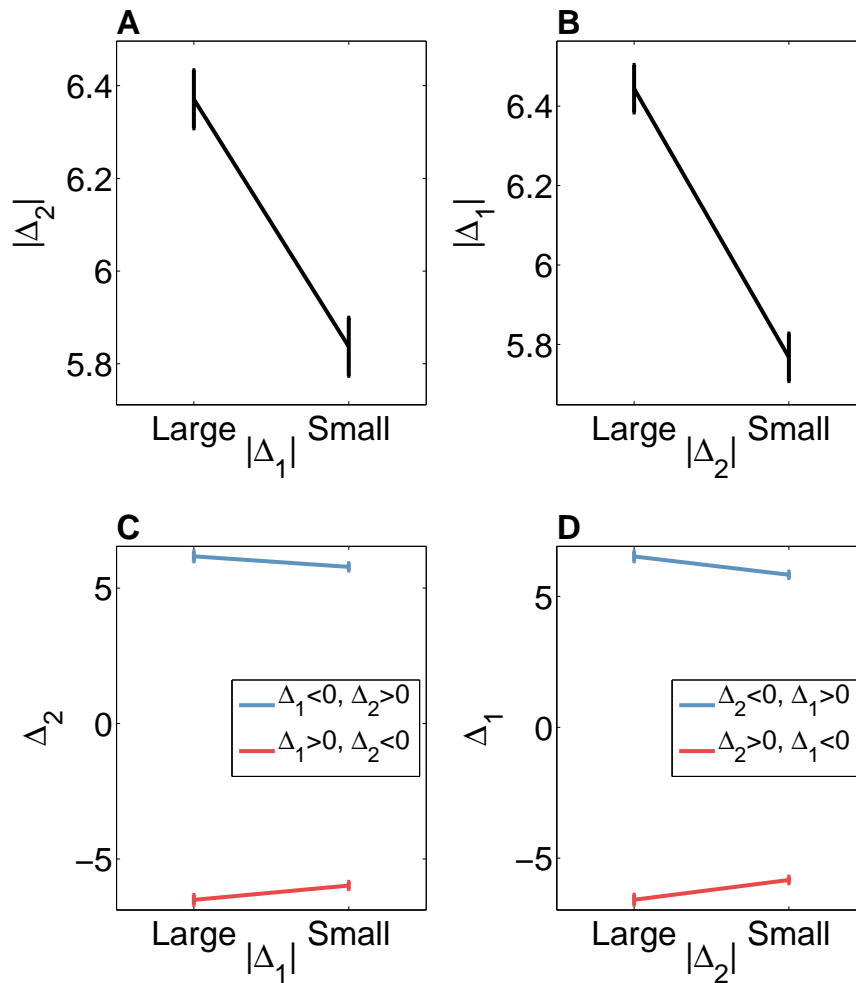 A
6.4
6.2
6
5.8
|Δ2|
Large Small
|Δ1|
B
6.4
6.2
6
5.8
|Δ1|
Large Small
|Δ2|
C
5
0
−5
Δ2
Δ1<0, Δ2>0
Δ1>0, Δ2<0
Large Small
|Δ1|
D
5
0
−5
Δ1
Δ2<0, Δ1>0
Δ2>0, Δ1<0
Large Small
|Δ2|